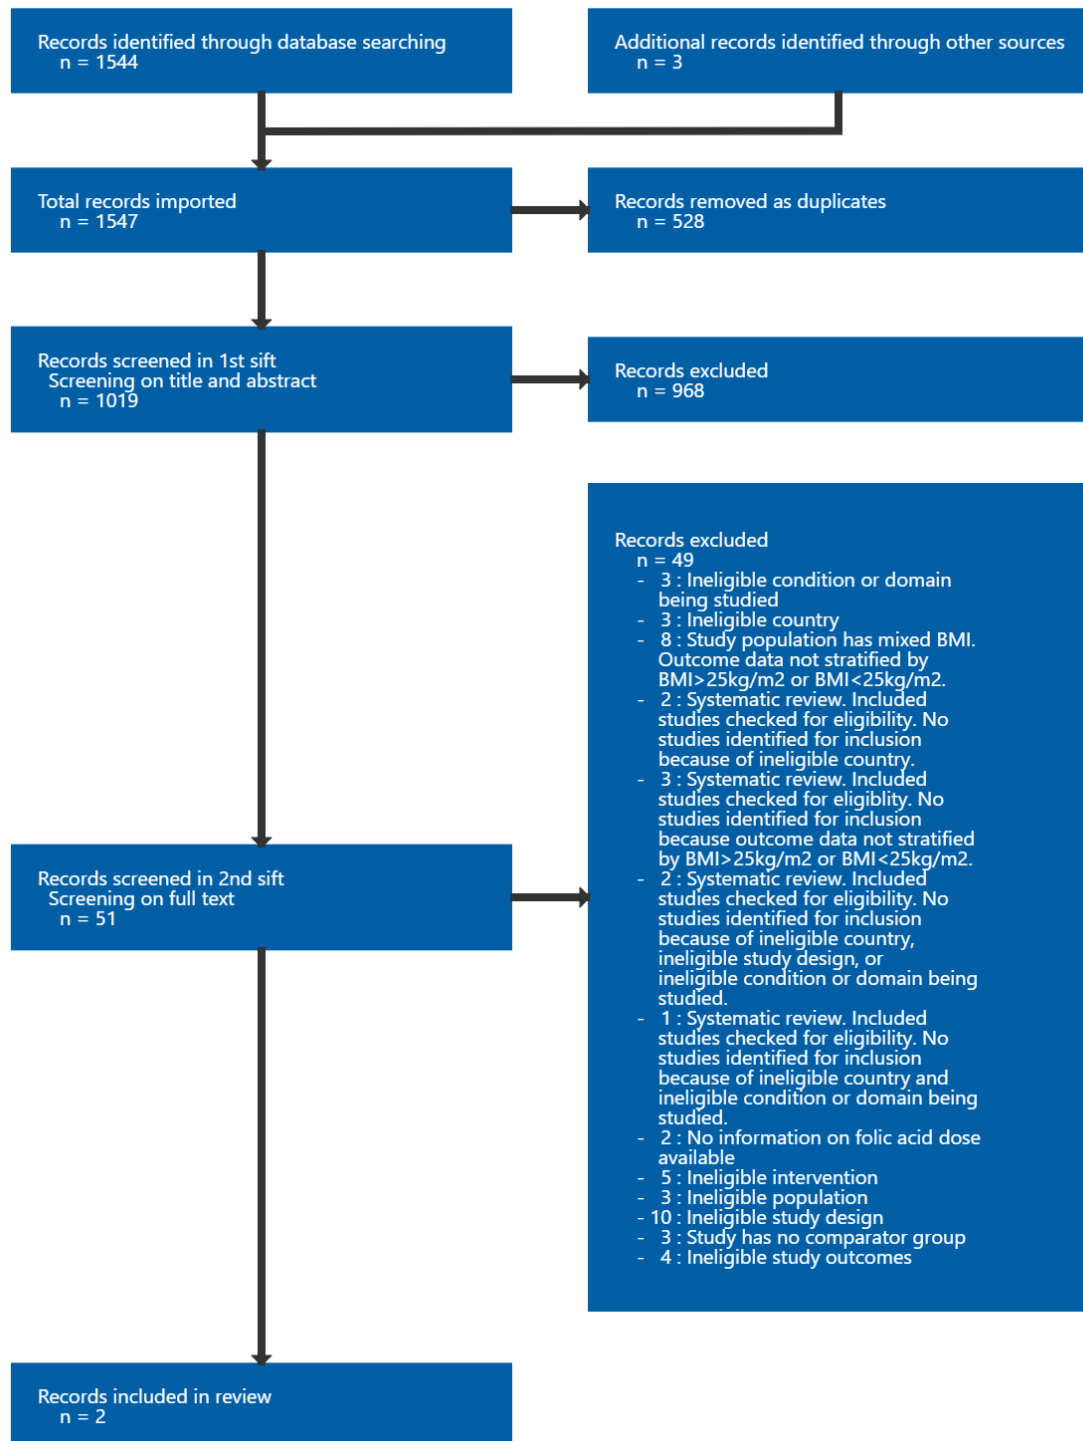 Records identified through database searching
n = 1544
Additional records identified through other sources
n = 3
Total records imported
n = 1547
Records removed as duplicates
n = 528
Records screened in 1st sift
Screening on title and abstract
n = 1019
Records excluded
n = 968
Records excluded
n = 49
- 3 : Ineligible condition or domain
being studied
- 3 : Ineligible country
- 8 : Study population has mixed BMI.
Outcome data not stratified by
BMI>25kg/m2 or BMI<25kg/m2.
- 2 : Systematic review. Included
studies checked for eligibility. No
studies identified for inclusion
because of ineligible country.
- 3 : Systematic review. Included
studies checked for eligiblity. No
studies identified for inclusion
because outcome data not stratified
by BMI>25kg/m2 or BMI<25kg/m2.
- 2 : Systematic review. Included
studies checked for eligibility. No
studies identified for inclusion
because of ineligible country,
ineligible study design, or
ineligible condition or domain being
studied.
- 1 : Systematic review. Included
studies checked for eligibility. No
studies identified for inclusion
because of ineligible country and
ineligible condition or domain being
studied.
- 2 : No information on folic acid dose
available
- 5 : Ineligible intervention
- 3 : Ineligible population
- 10 : Ineligible study design
- 3 : Study has no comparator group
- 4 : Ineligible study outcomes
Records screened in 2nd sift
Screening on full text
n = 51
Records included in review
n = 2